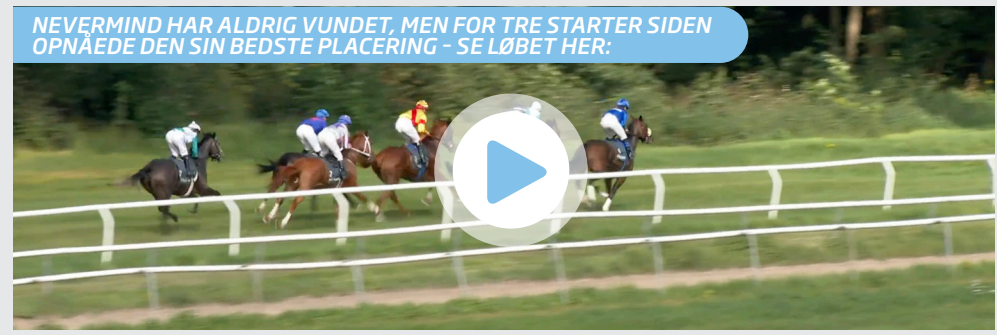 NEVERMIND HAR ALDRIG VUNDET, MEN FOR TRE STARTER SIDEN
OPNÅEDE DEN SIN BEDSTE PLACERING - SE LØBET HER: